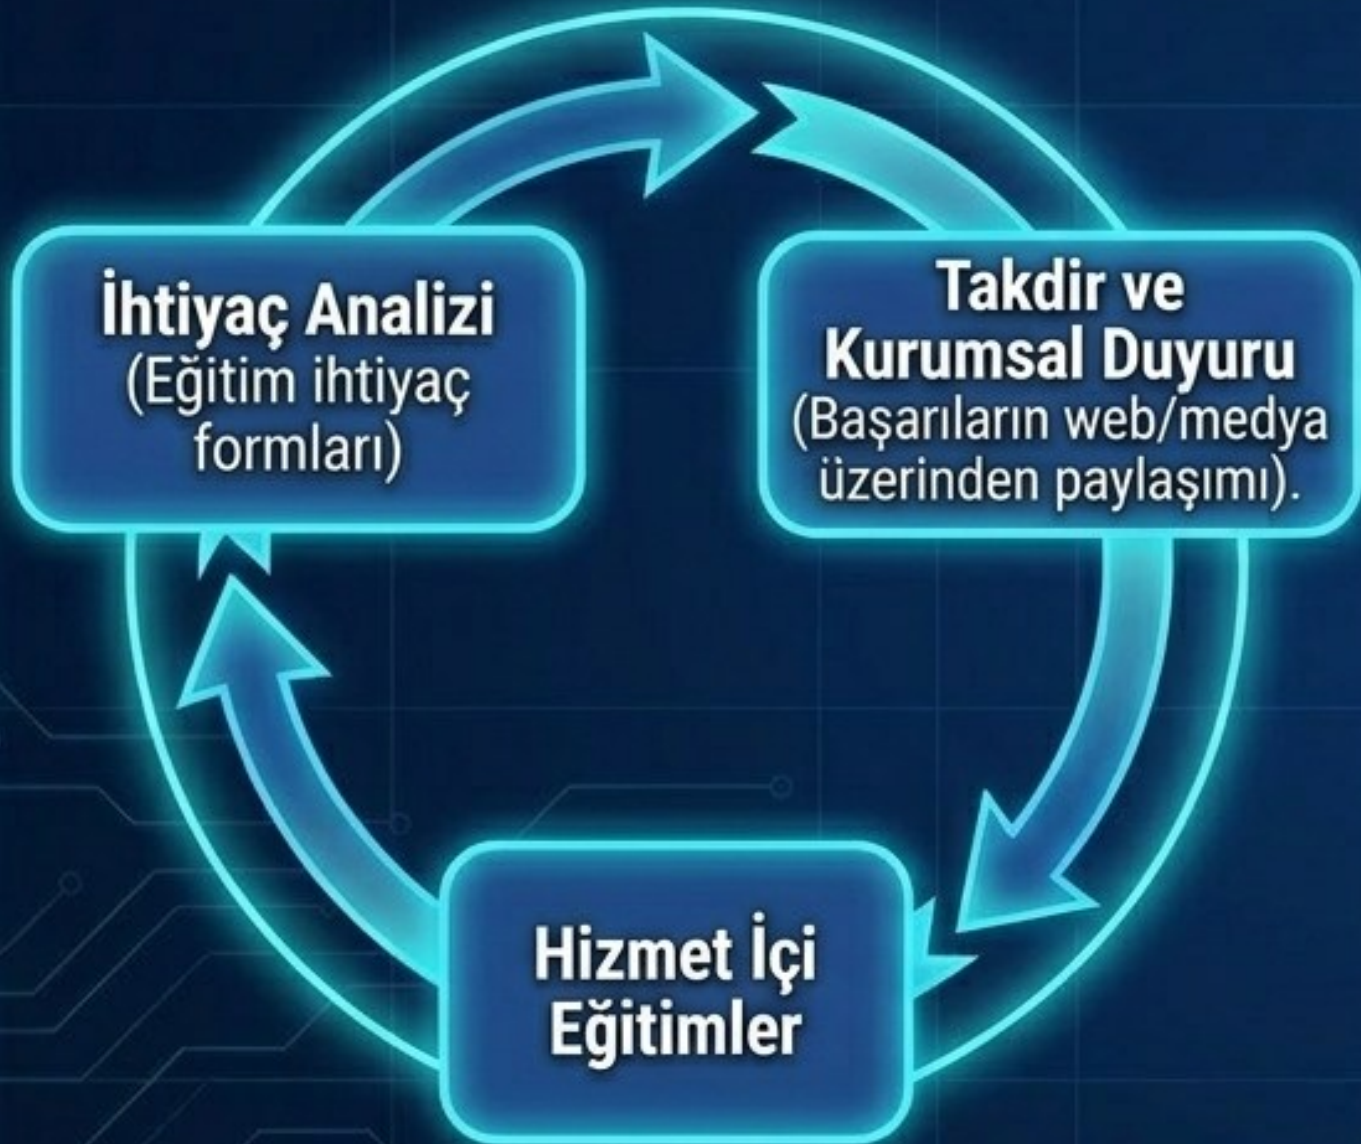 İhtiyaç Analizi
(Eğitim ihtiyaç
formları)
Takdir ve
Kurumsal Duyuru
(Başarıların web/medya
üzerinden paylaşımı).
Hizmet İçi
Eğitimler